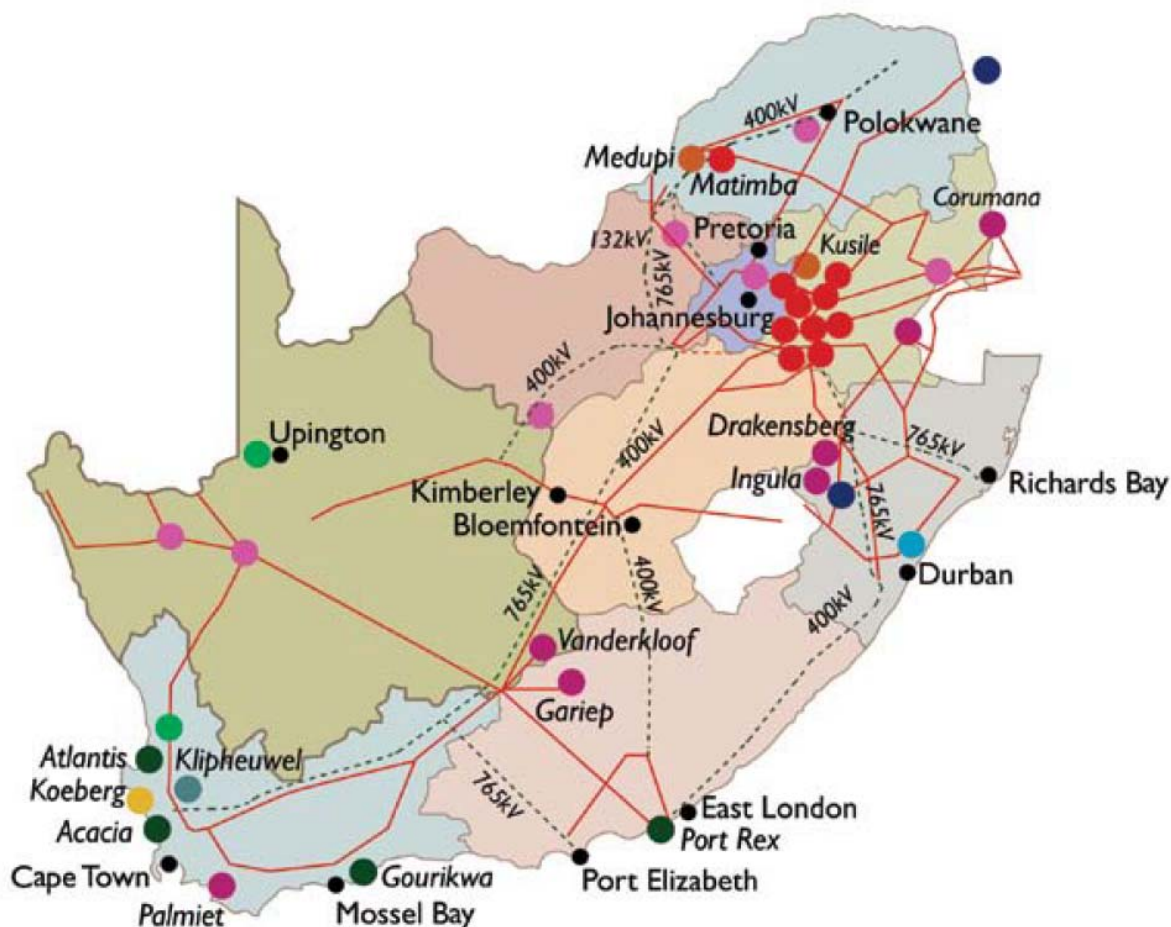 400kV
Polokwane
Medupi
Matimba
Corumana
132kV
Pretoria
Kusile
765kV
Johannesburg
400kV
Upington
400kV
Drakensberg
765kV
Kimberley
Ingula
Richards Bay
Bloemfontein
765kV
765kV
400kV
Durban
400kV
Vanderkloof
Gariep
Atlantis
Klipheuwel
Koeberg
765kV
East London
Acacia
Port Rex
Cape Town
Gourikwa
Port Elizabeth
Palmiet
Mossel Bay